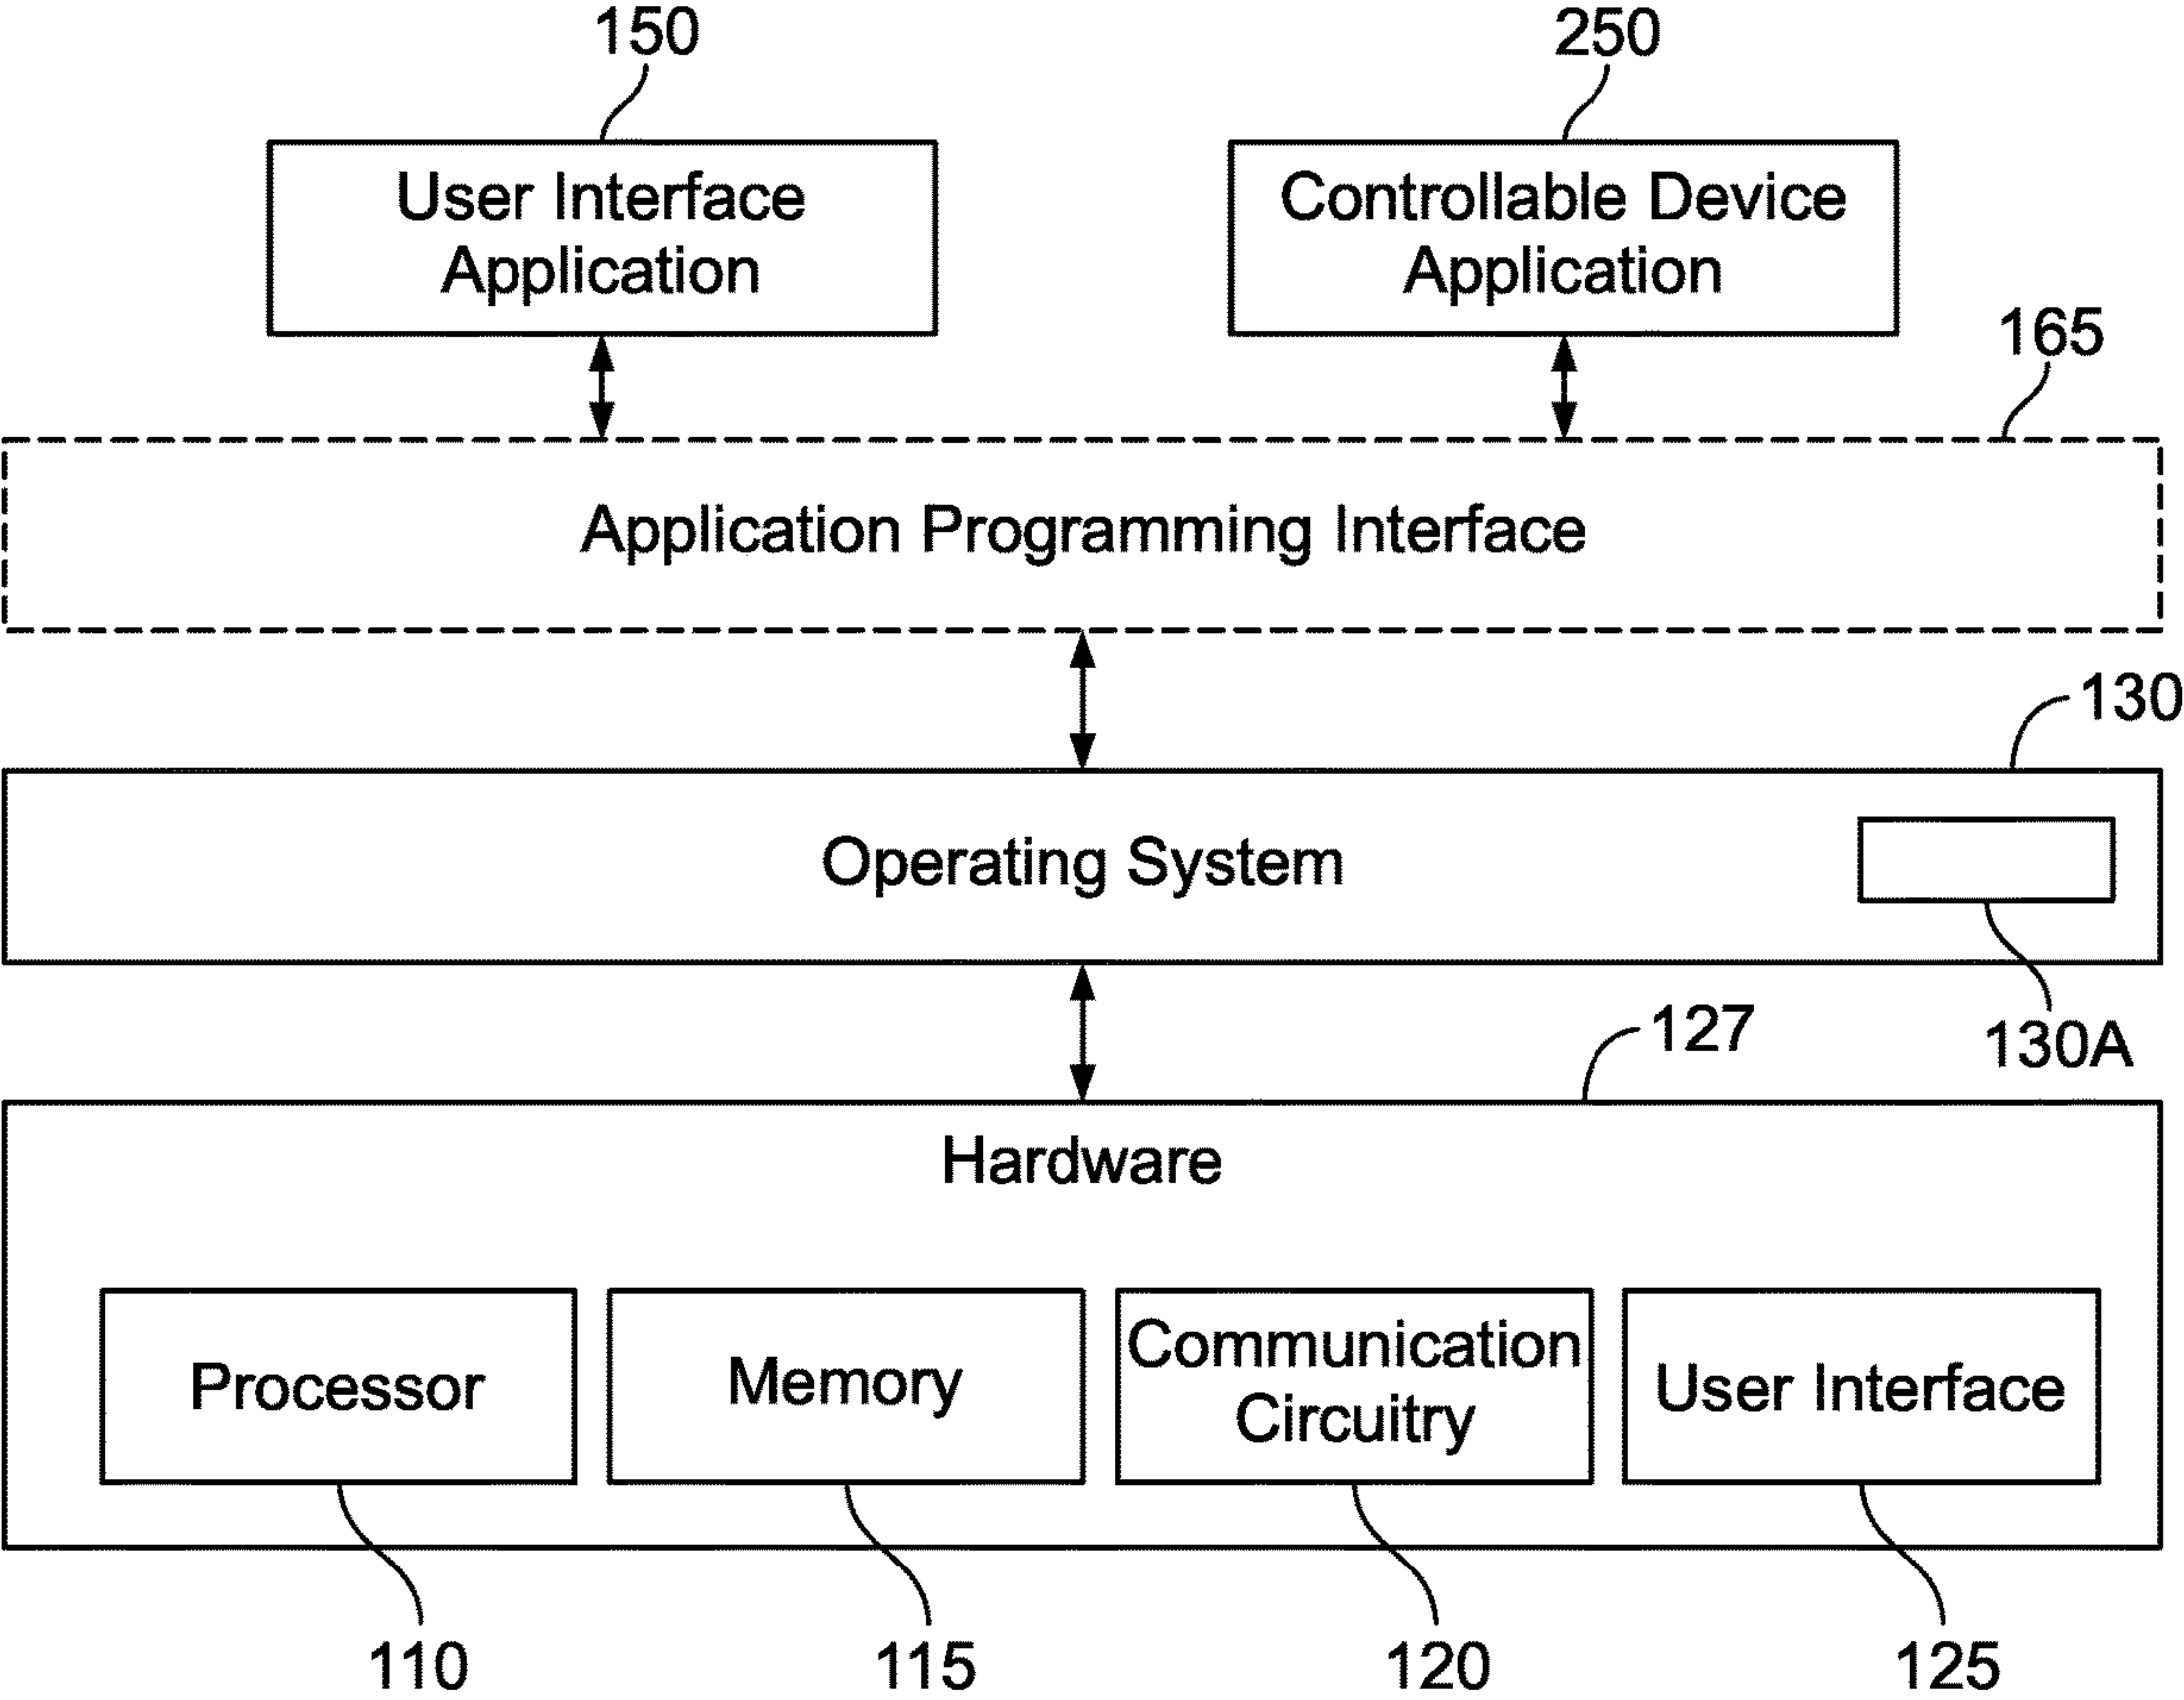 150
250
User Interface
Application
Controllable Device
Application
165
Application Programming Interface
130
Operating System
130A
127
Hardware
Processor
Memory
Communication
Circuitry
User Interface
110
115
120
125